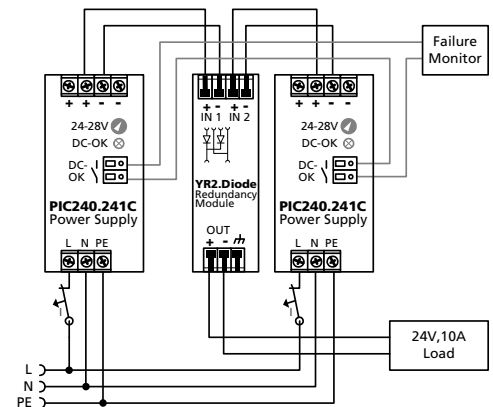 Failure
Monitor
+ + - -
24-28V
DC-OK
DC-
OK
PIC240.241C
Power Supply
L N PE
+ - + -
IN 1 IN 2
YR2.Diode
Redundancy
Module
OUT
+ -
+ + - -
24-28V
DC-OK
DC-
OK
PIC240.241C
Power Supply
L N PE
I
I
24V,10A
Load
L
N
PE